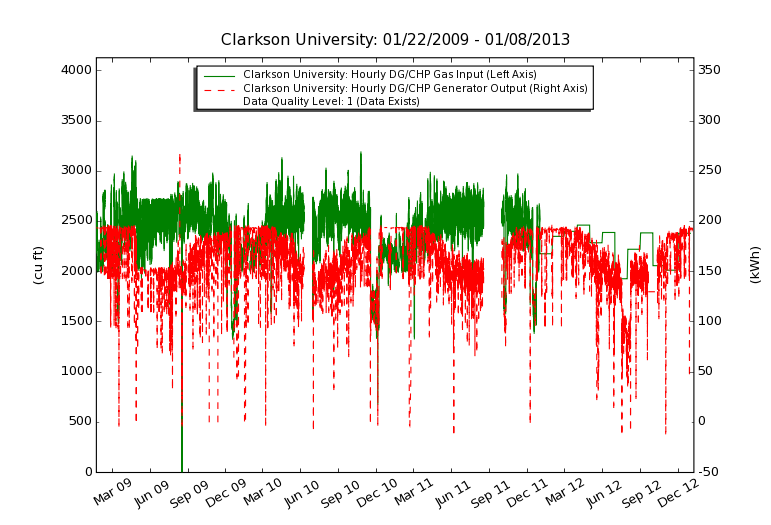 Clarkson University: 01/22/2009 - 01/08/2013
Clarkson University: Hourly DG/CHP Gas Input (Left Axis)
Clarkson University: Hourly DG/CHP Generator Output (Right Axis)
Data Quality Level: 1 (Data Exists)
4000
3500
3000
2500
2000
1500
1000
500
0
(cu ft)
350
300
250
200
150
100
50
0
-50
(kWh)
Mar 09
Jun 09
Sep 09
Dec 09
Mar 10
Jun 10
Sep 10
Dec 10
Mar 11
Jun 11
Sep 11
Dec 11
Mar 12
Jun 12
Sep 12
Dec 12